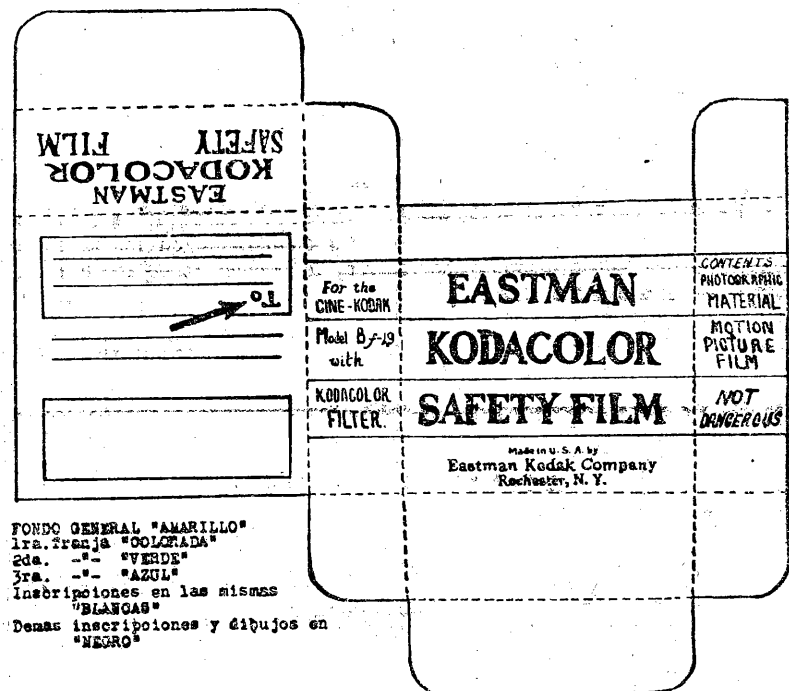 EASTMAN
KODACOLOR
SAFETY FILM
To
For the
CINE-KODAK
Model B f-1.9
with
KODACOLOR
FILTER.
EASTMAN
KODACOLOR
SAFETY FILM
Made in U. S. A. by
Eastman Kodak Company
Rochester, N. Y.
CONTENTS
PHOTOGRAPHIC
MATERIAL
MOTION
PICTURE
FILM
NOT
DANGEROUS
FONDO GENERAL "AMARILLO"
1ra. franja "COLORADA"
2da. -"- "VERDE"
3ra. -"- "AZUL"
Inscripciones en las mismas
"BLANCAS"
Demas inscripciones y dibujos en
"NEGRO"